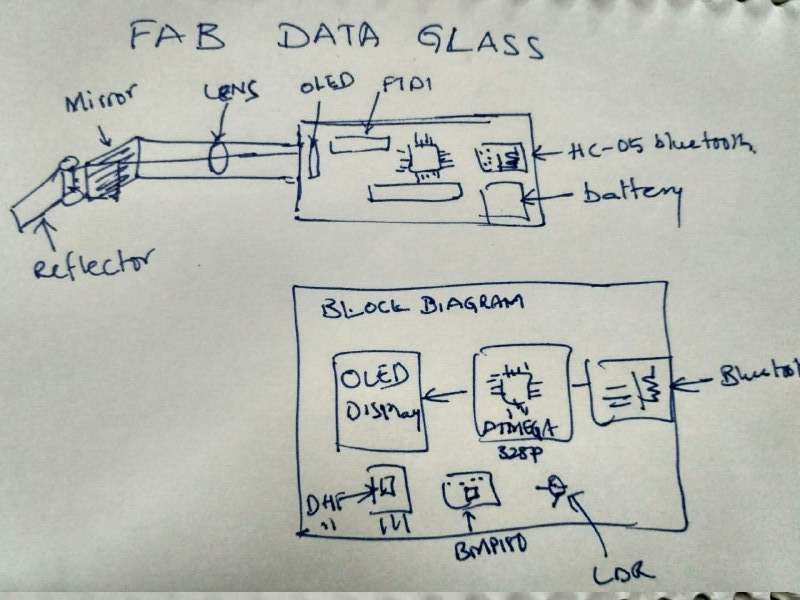 FAB DATA GLASS
Mirror
LENS
OLED
FTDI
HC-05 bluetooth
battery
Reflector
BLOCK DIAGRAM
OLED
Display
ATMEGA
328P
Bluetoot
DHT
11
BMP180
LDR